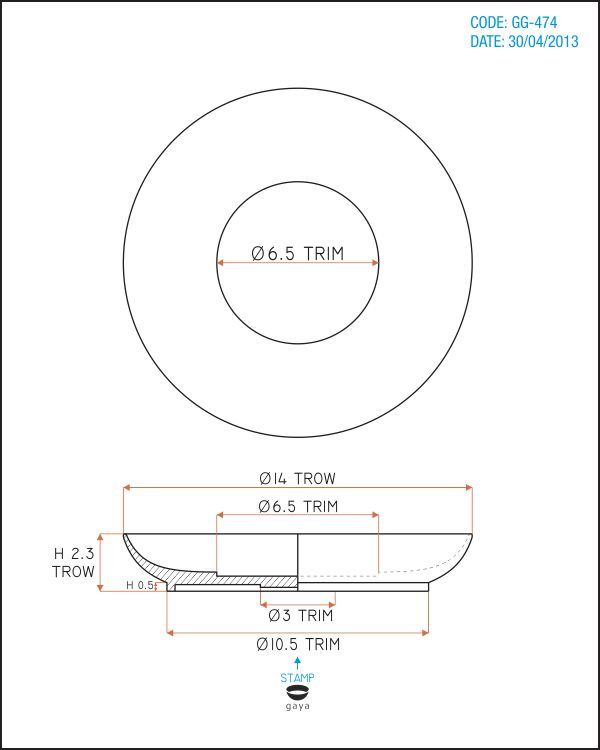 CODE: GG-474
DATE: 30/04/2013
Ø6.5 TRIM
Ø14 TROW
Ø6.5 TRIM
H 2.3
TROW
H 0.5
Ø3 TRIM
Ø10.5 TRIM
STAMP
gaya